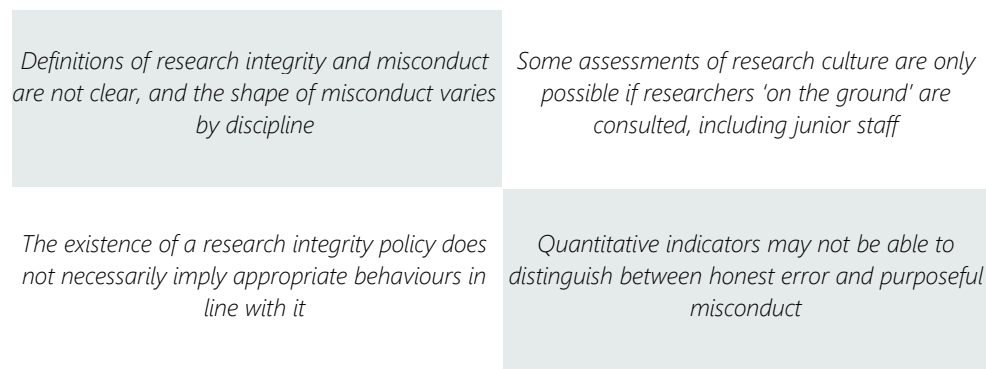 Definitions of research integrity and misconduct
are not clear, and the shape of misconduct varies
by discipline
Some assessments of research culture are only
possible if researchers ‘on the ground’ are
consulted, including junior staff
The existence of a research integrity policy does
not necessarily imply appropriate behaviours in
line with it
Quantitative indicators may not be able to
distinguish between honest error and purposeful
misconduct